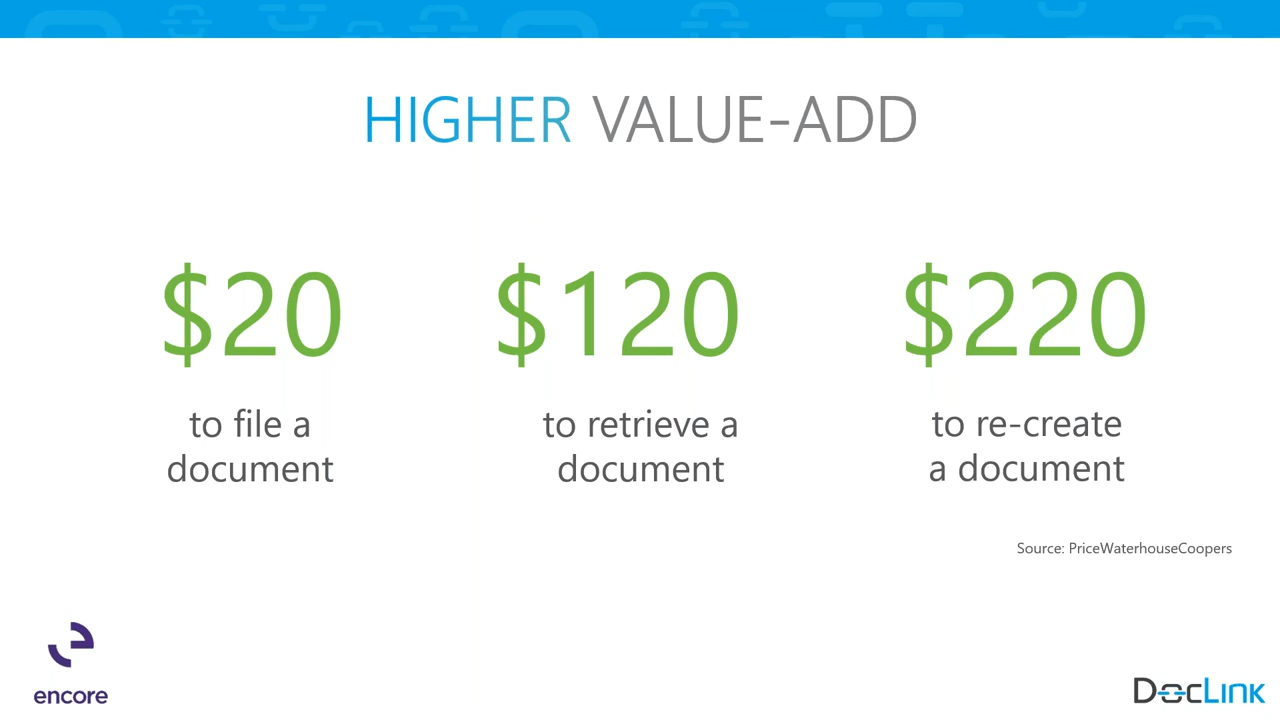 HIGHER VALUE-ADD
$20
to file a
document
$120
to retrieve a
document
$220
to re-create
a document
Source: PriceWaterhouseCoopers
encore
DocLink